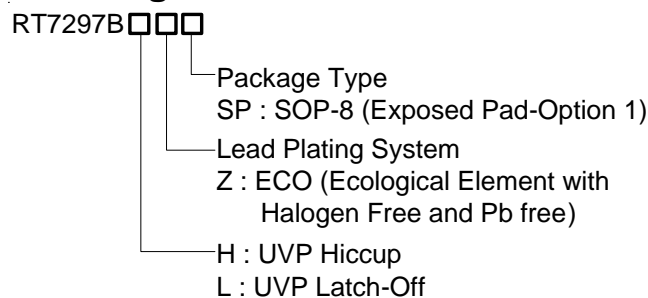 RT7297B□□□
Package Type
SP : SOP-8 (Exposed Pad-Option 1)
Lead Plating System
Z : ECO (Ecological Element with
Halogen Free and Pb free)
H : UVP Hiccup
L : UVP Latch-Off